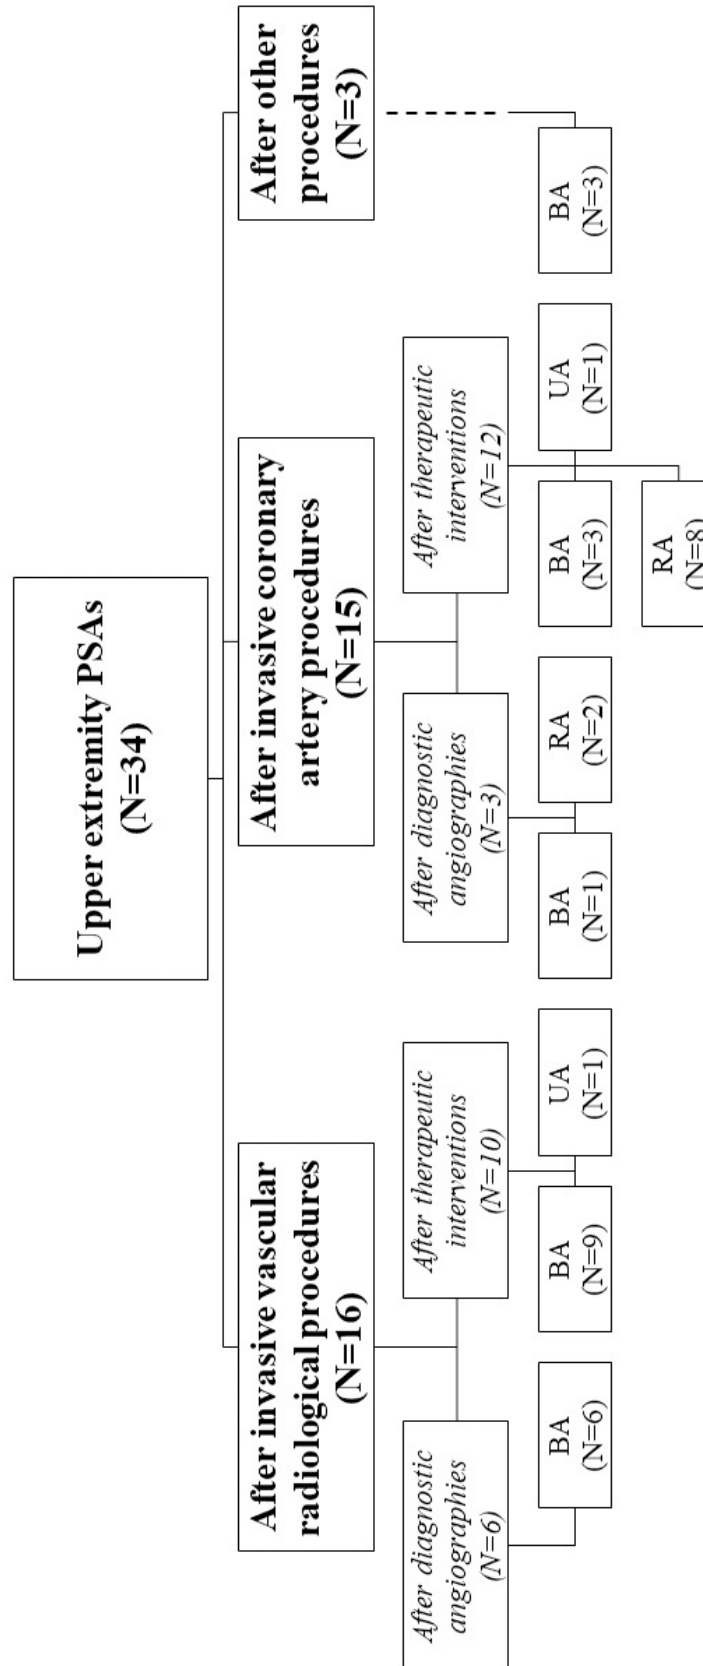 Upper extremity PSAs
(N=34)
After invasive vascular
radiological procedures
(N=16)
After invasive coronary
artery procedures
(N=15)
After other
procedures
(N=3)
After diagnostic
angiographies
(N=6)
After therapeutic
interventions
(N=10)
After diagnostic
angiographies
(N=3)
After therapeutic
interventions
(N=12)
BA
(N=6)
BA
(N=9)
UA
(N=1)
BA
(N=1)
RA
(N=2)
BA
(N=3)
UA
(N=1)
BA
(N=3)
RA
(N=8)